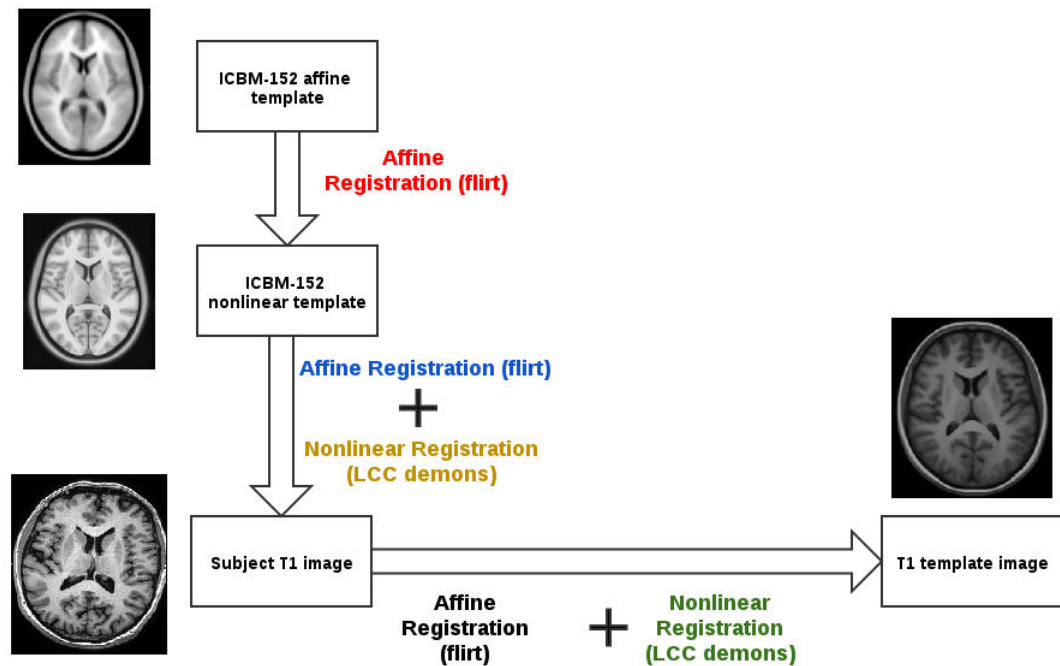 ICBM-152 affine
template
Affine
Registration (flirt)
ICBM-152
nonlinear template
Affine Registration (flirt)
+
Nonlinear Registration
(LCC demons)
Subject T1 image
T1 template image
Affine
Registration
(flirt)
+
Nonlinear
Registration
(LCC demons)